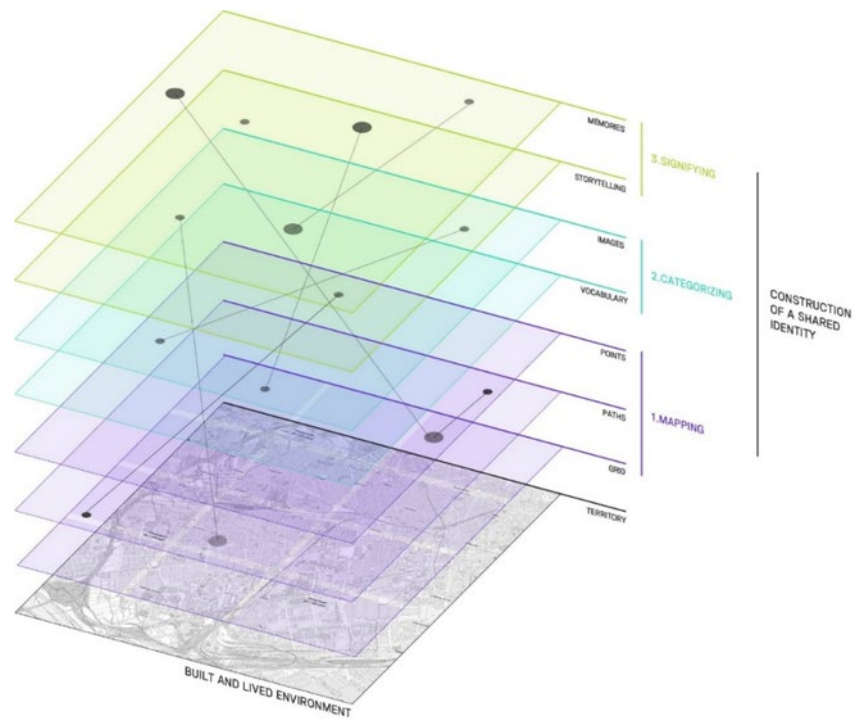 MEMORIES
3.SIGNIFYING
STORYTELLING
IMAGES
2.CATEGORIZING
VOCABULARY
CONSTRUCTION
OF A SHARED
IDENTITY
POINTS
PATHS
1.MAPPING
GRID
TERRITORY
BUILT AND LIVED ENVIRONMENT